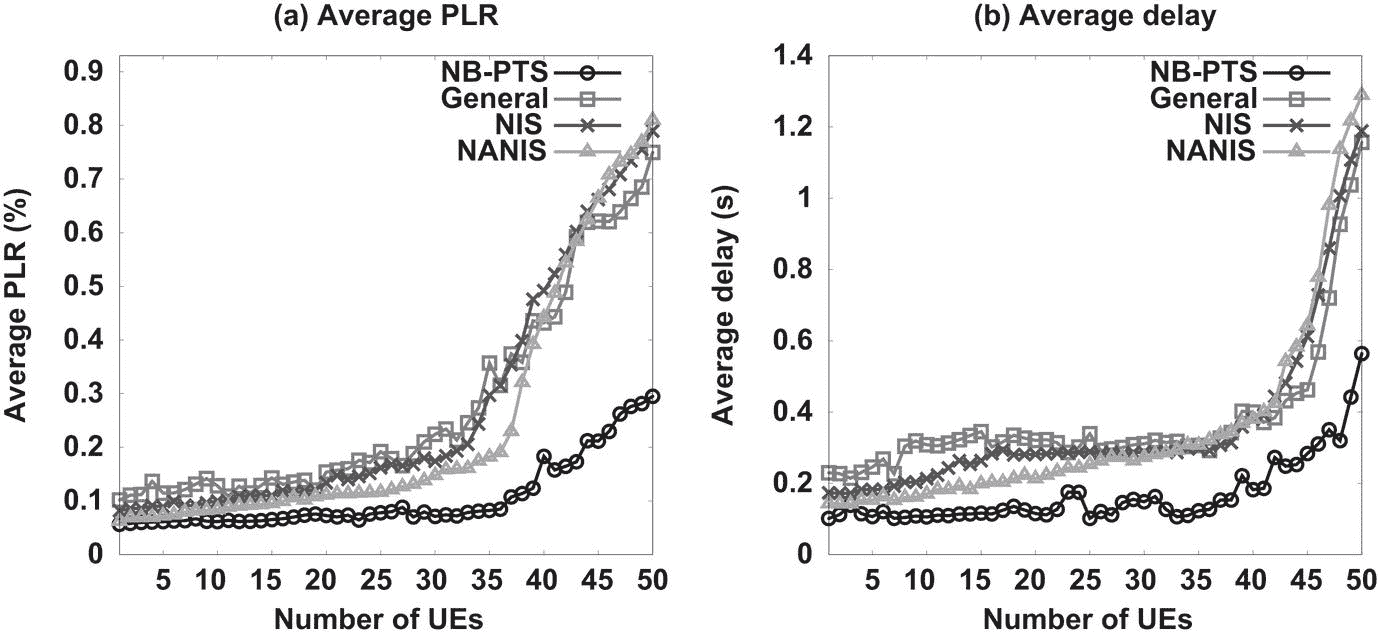 (a) Average PLR
Average PLR (%)
0.9
0.8
0.7
0.6
0.5
0.4
0.3
0.2
0.1
0
NB-PTS
General
NIS
NANIS
5 10 15 20 25 30 35 40 45 50
Number of UEs
(b) Average delay
Average delay (s)
1.4
1.2
1
0.8
0.6
0.4
0.2
0
NB-PTS
General
NIS
NANIS
5 10 15 20 25 30 35 40 45 50
Number of UEs